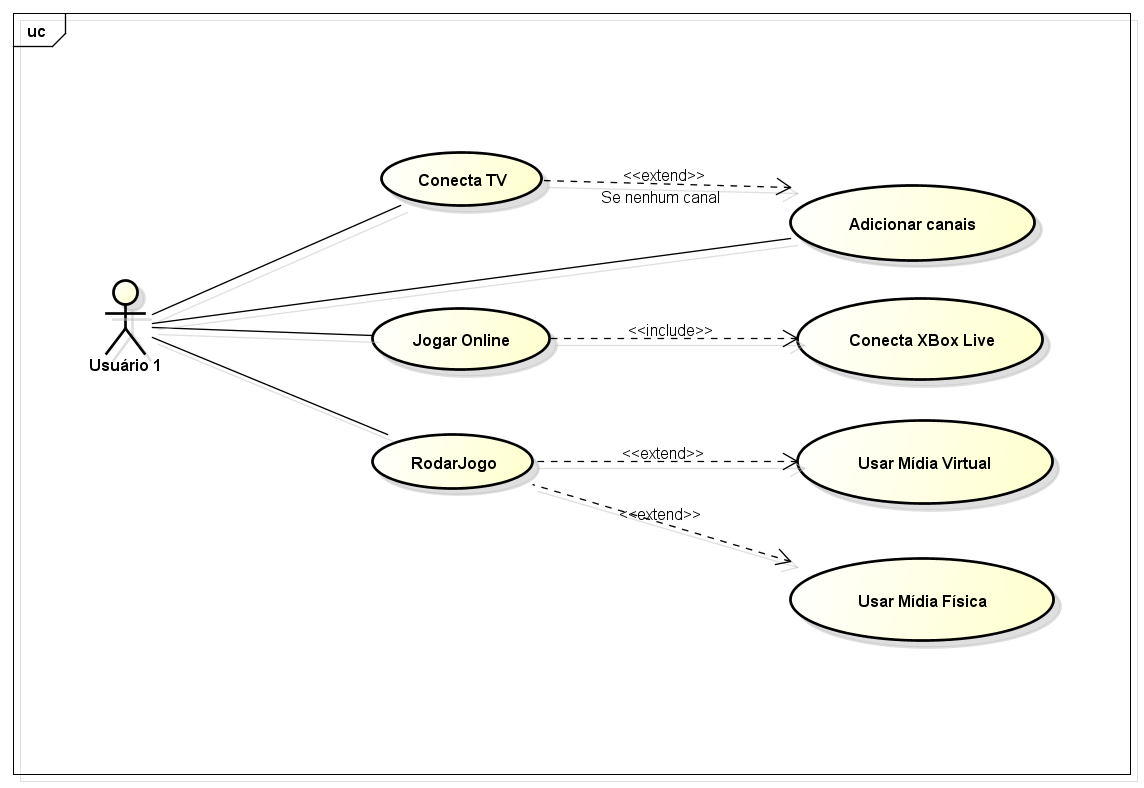 uc
Conecta TV
<<extend>>
Se nenhum canal
Adicionar canais
Usuário 1
Jogar Online
<<include>>
Conecta XBox Live
RodarJogo
<<extend>>
Usar Mídia Virtual
<<extend>>
Usar Mídia Física